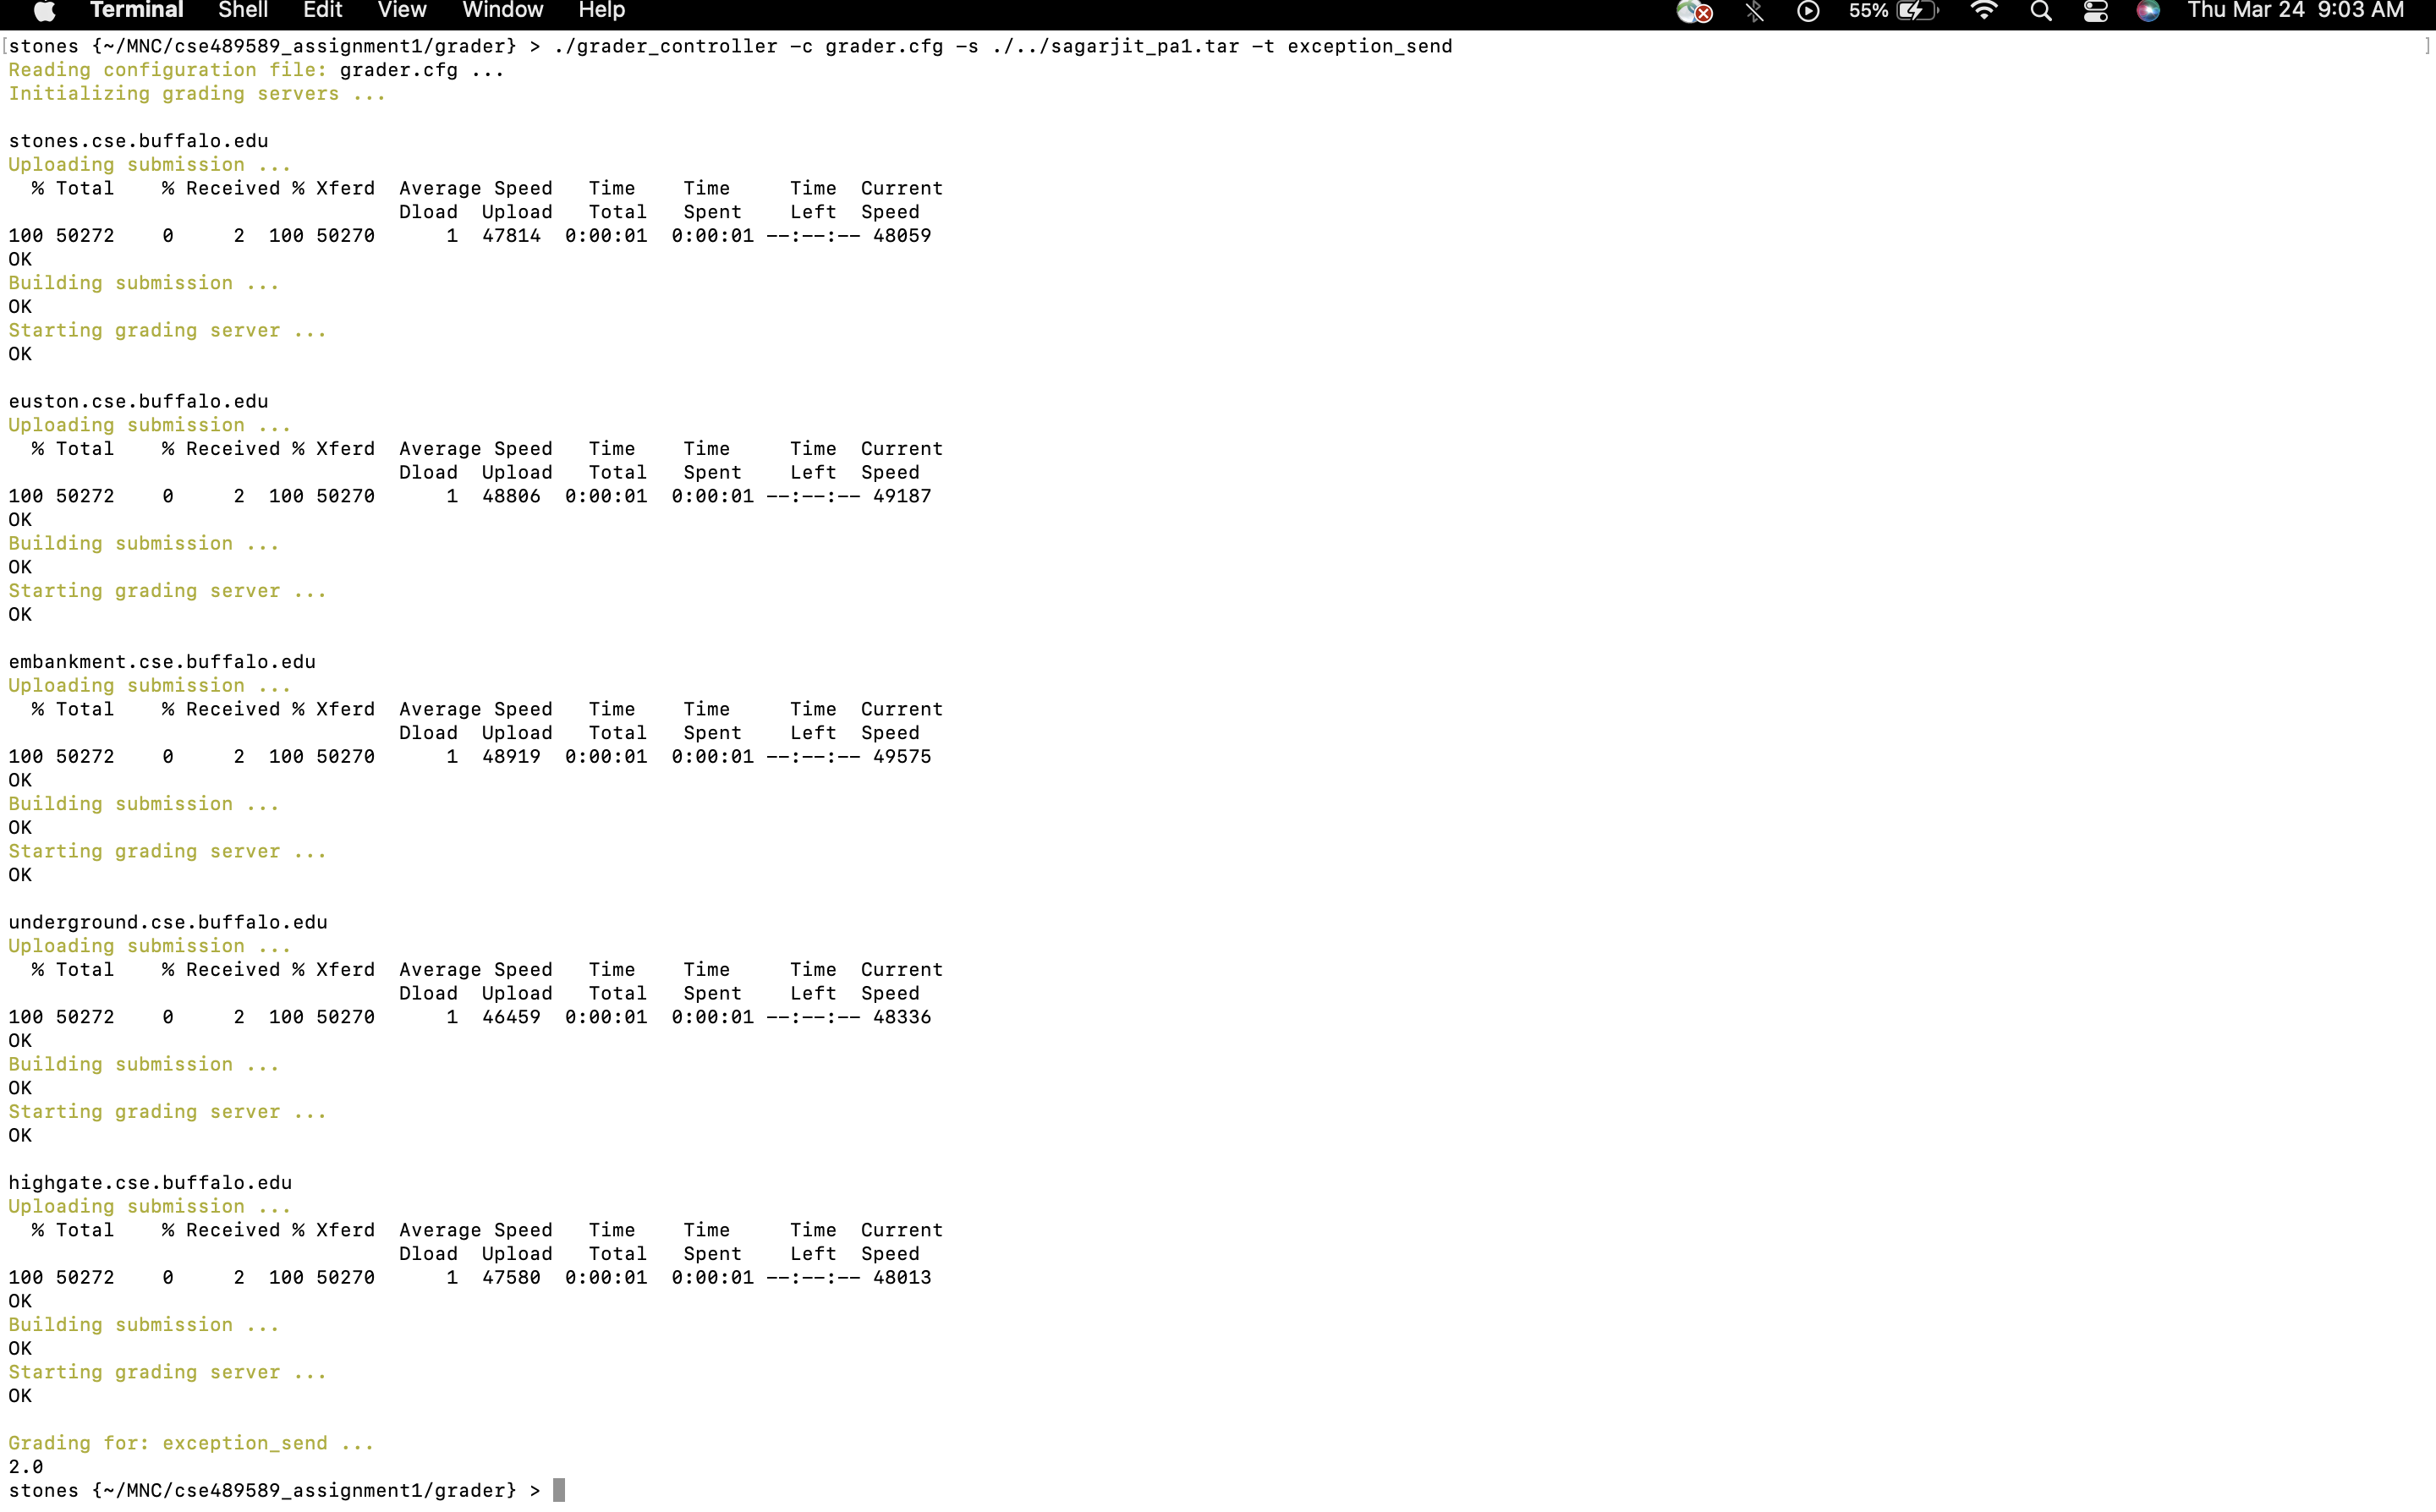 Terminal Shell Edit View Window Help 55% Thu Mar 24 9:03 AM
[stones {~/MNC/cse489589_assignment1/grader} > ./grader_controller -c grader.cfg -s ./../sagarjit_pa1.tar -t exception_send ]
Reading configuration file: grader.cfg ...
Initializing grading servers ...
stones.cse.buffalo.edu
Uploading submission ...
% Total % Received % Xferd Average Speed Time Time Time Current
Dload Upload Total Spent Left Speed
100 50272 0 2 100 50270 1 47814 0:00:01 0:00:01 --:--:-- 48059
OK
Building submission ...
OK
Starting grading server ...
OK
euston.cse.buffalo.edu
Uploading submission ...
% Total % Received % Xferd Average Speed Time Time Time Current
Dload Upload Total Spent Left Speed
100 50272 0 2 100 50270 1 48806 0:00:01 0:00:01 --:--:-- 49187
OK
Building submission ...
OK
Starting grading server ...
OK
embankment.cse.buffalo.edu
Uploading submission ...
% Total % Received % Xferd Average Speed Time Time Time Current
Dload Upload Total Spent Left Speed
100 50272 0 2 100 50270 1 48919 0:00:01 0:00:01 --:--:-- 49575
OK
Building submission ...
OK
Starting grading server ...
OK
underground.cse.buffalo.edu
Uploading submission ...
% Total % Received % Xferd Average Speed Time Time Time Current
Dload Upload Total Spent Left Speed
100 50272 0 2 100 50270 1 46459 0:00:01 0:00:01 --:--:-- 48336
OK
Building submission ...
OK
Starting grading server ...
OK
highgate.cse.buffalo.edu
Uploading submission ...
% Total % Received % Xferd Average Speed Time Time Time Current
Dload Upload Total Spent Left Speed
100 50272 0 2 100 50270 1 47580 0:00:01 0:00:01 --:--:-- 48013
OK
Building submission ...
OK
Starting grading server ...
OK
Grading for: exception_send ...
2.0
stones {~/MNC/cse489589_assignment1/grader} >